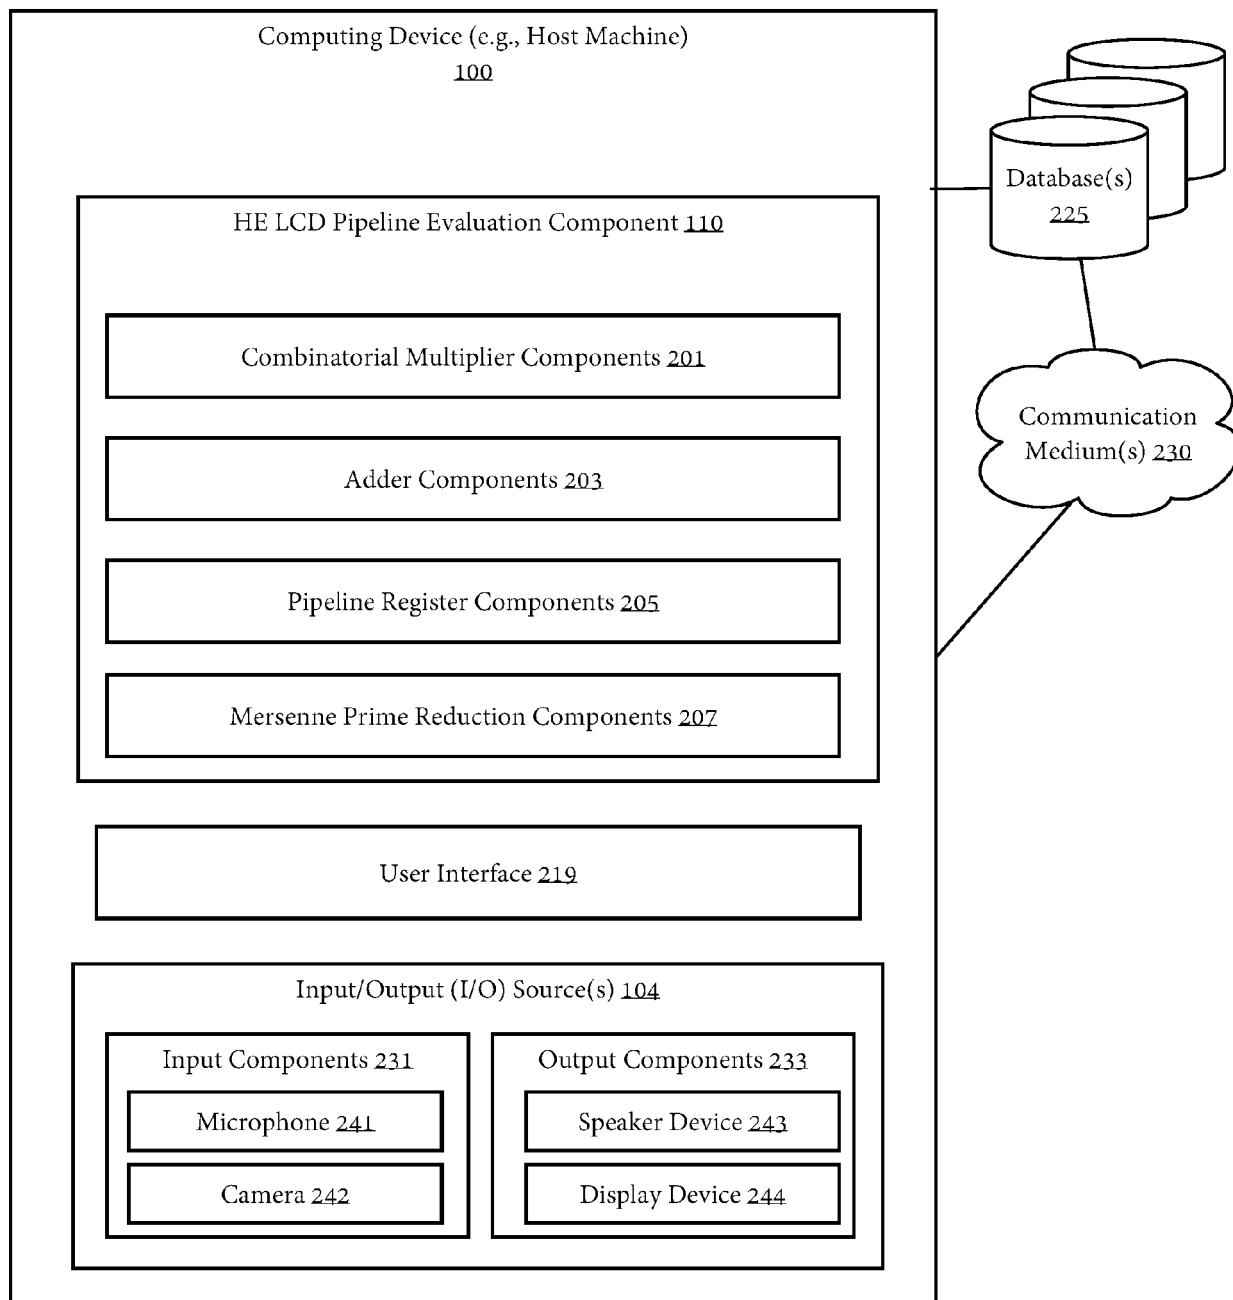 Computing Device (e.g., Host Machine)
100
HE LCD Pipeline Evaluation Component 110
Combinatorial Multiplier Components 201
Adder Components 203
Pipeline Register Components 205
Mersenne Prime Reduction Components 207
User Interface 219
Input/Output (I/O) Source(s) 104
Input Components 231
Microphone 241
Camera 242
Output Components 233
Speaker Device 243
Display Device 244
Database(s)
225
Communication
Medium(s) 230